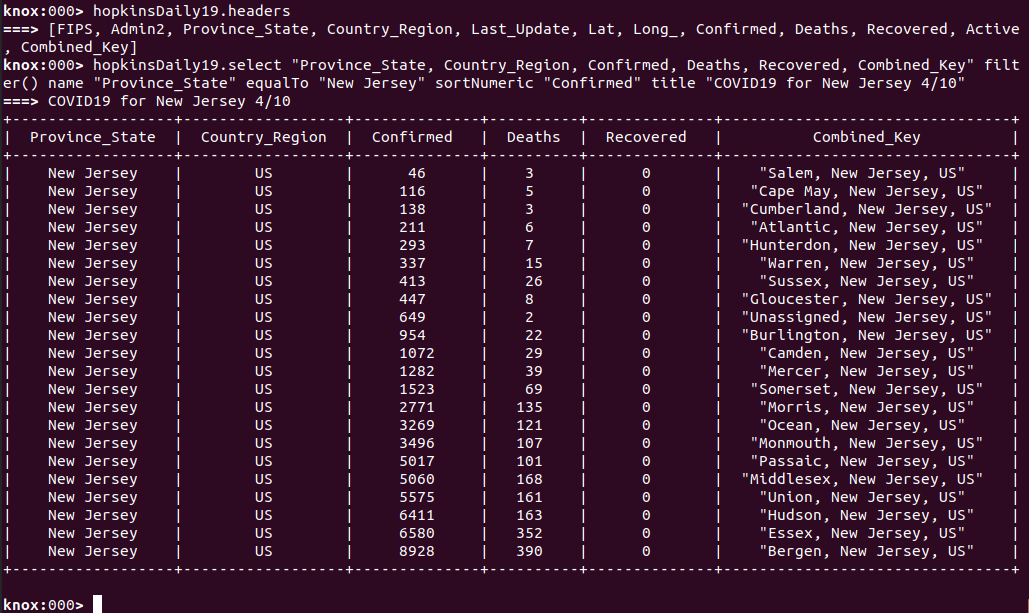 knox:000> hopkinsDaily19.headers
===> [FIPS, Admin2, Province_State, Country_Region, Last_Update, Lat, Long_, Confirmed, Deaths, Recovered, Active
, Combined_Key]
knox:000> hopkinsDaily19.select "Province_State, Country_Region, Confirmed, Deaths, Recovered, Combined_Key" filt
er() name "Province_State" equalTo "New Jersey" sortNumeric "Confirmed" title "COVID19 for New Jersey 4/10"
===> COVID19 for New Jersey 4/10
+------------------+------------------+--------------+----------+--------------+--------------------------------+
|  Province_State  |  Country_Region  |  Confirmed   |  Deaths  |  Recovered   |          Combined_Key          |
+------------------+------------------+--------------+----------+--------------+--------------------------------+
|    New Jersey    |        US        |      46      |    3     |      0       |    "Salem, New Jersey, US"     |
|    New Jersey    |        US        |     116      |    5     |      0       |   "Cape May, New Jersey, US"   |
|    New Jersey    |        US        |     138      |    3     |      0       |  "Cumberland, New Jersey, US"  |
|    New Jersey    |        US        |     211      |    6     |      0       |   "Atlantic, New Jersey, US"   |
|    New Jersey    |        US        |     293      |    7     |      0       |  "Hunterdon, New Jersey, US"   |
|    New Jersey    |        US        |     337      |    15    |      0       |    "Warren, New Jersey, US"    |
|    New Jersey    |        US        |     413      |    26    |      0       |    "Sussex, New Jersey, US"    |
|    New Jersey    |        US        |     447      |    8     |      0       |  "Gloucester, New Jersey, US"  |
|    New Jersey    |        US        |     649      |    2     |      0       |  "Unassigned, New Jersey, US"  |
|    New Jersey    |        US        |     954      |    22    |      0       |  "Burlington, New Jersey, US"  |
|    New Jersey    |        US        |     1072     |    29    |      0       |    "Camden, New Jersey, US"    |
|    New Jersey    |        US        |     1282     |    39    |      0       |    "Mercer, New Jersey, US"    |
|    New Jersey    |        US        |     1523     |    69    |      0       |   "Somerset, New Jersey, US"   |
|    New Jersey    |        US        |     2771     |   135    |      0       |    "Morris, New Jersey, US"    |
|    New Jersey    |        US        |     3269     |   121    |      0       |    "Ocean, New Jersey, US"     |
|    New Jersey    |        US        |     3496     |   107    |      0       |   "Monmouth, New Jersey, US"   |
|    New Jersey    |        US        |     5017     |   101    |      0       |   "Passaic, New Jersey, US"    |
|    New Jersey    |        US        |     5060     |   168    |      0       |  "Middlesex, New Jersey, US"   |
|    New Jersey    |        US        |     5575     |   161    |      0       |    "Union, New Jersey, US"     |
|    New Jersey    |        US        |     6411     |   163    |      0       |    "Hudson, New Jersey, US"    |
|    New Jersey    |        US        |     6580     |   352    |      0       |    "Essex, New Jersey, US"     |
|    New Jersey    |        US        |     8928     |   390    |      0       |    "Bergen, New Jersey, US"    |
+------------------+------------------+--------------+----------+--------------+--------------------------------+
knox:000>